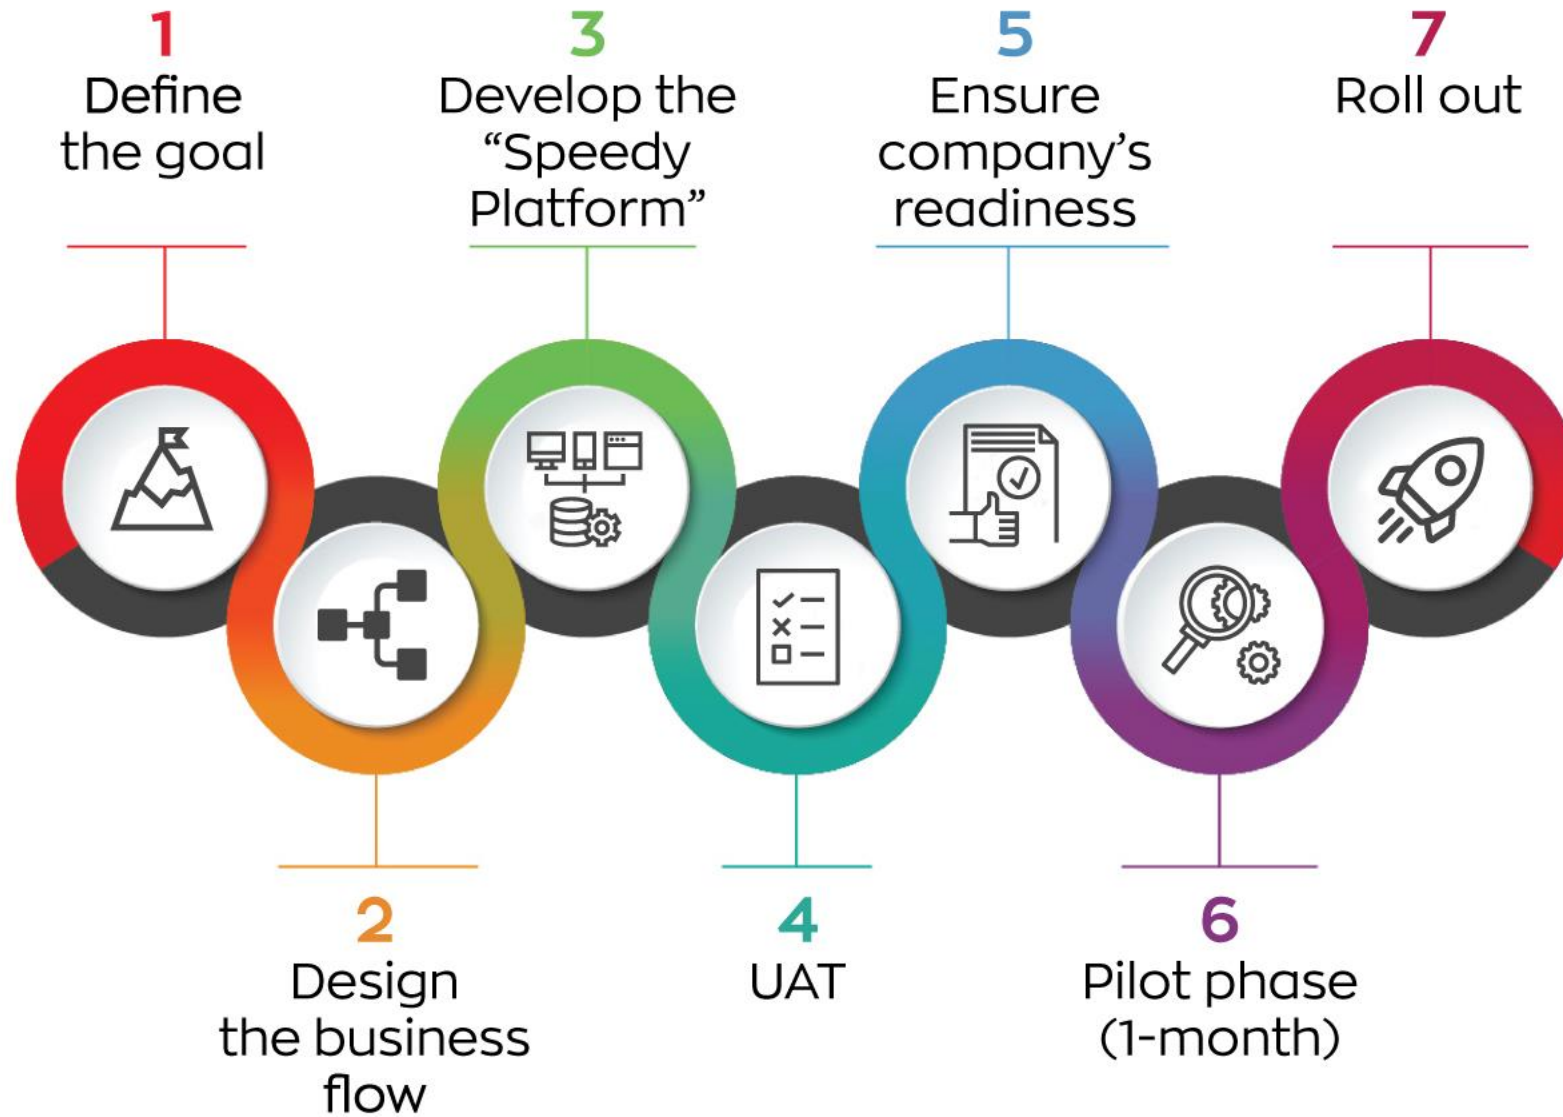 1
Define
the goal
2
Design
the business
flow
3
Develop the
“Speedy
Platform”
4
UAT
5
Ensure
company’s
readiness
6
Pilot phase
(1-month)
7
Roll out